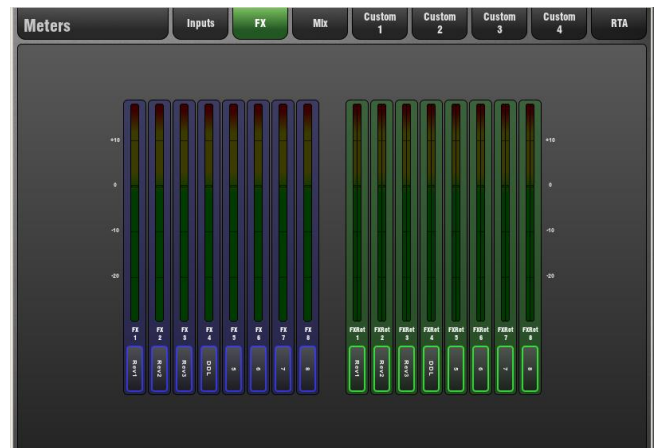 Meters
Inputs
FX
Mix
Custom 1
Custom 2
Custom 3
Custom 4
RTA
+10
0
-10
-20
+10
0
-10
-20
FX 1
FX 2
FX 3
FX 4
FX 5
FX 6
FX 7
FX 8
FXRet 1
FXRet 2
FXRet 3
FXRet 4
FXRet 5
FXRet 6
FXRet 7
FXRet 8
Rev1
Rev2
Rev3
DDL
5
6
7
8
Rev1
Rev2
Rev3
DDL
5
6
7
8